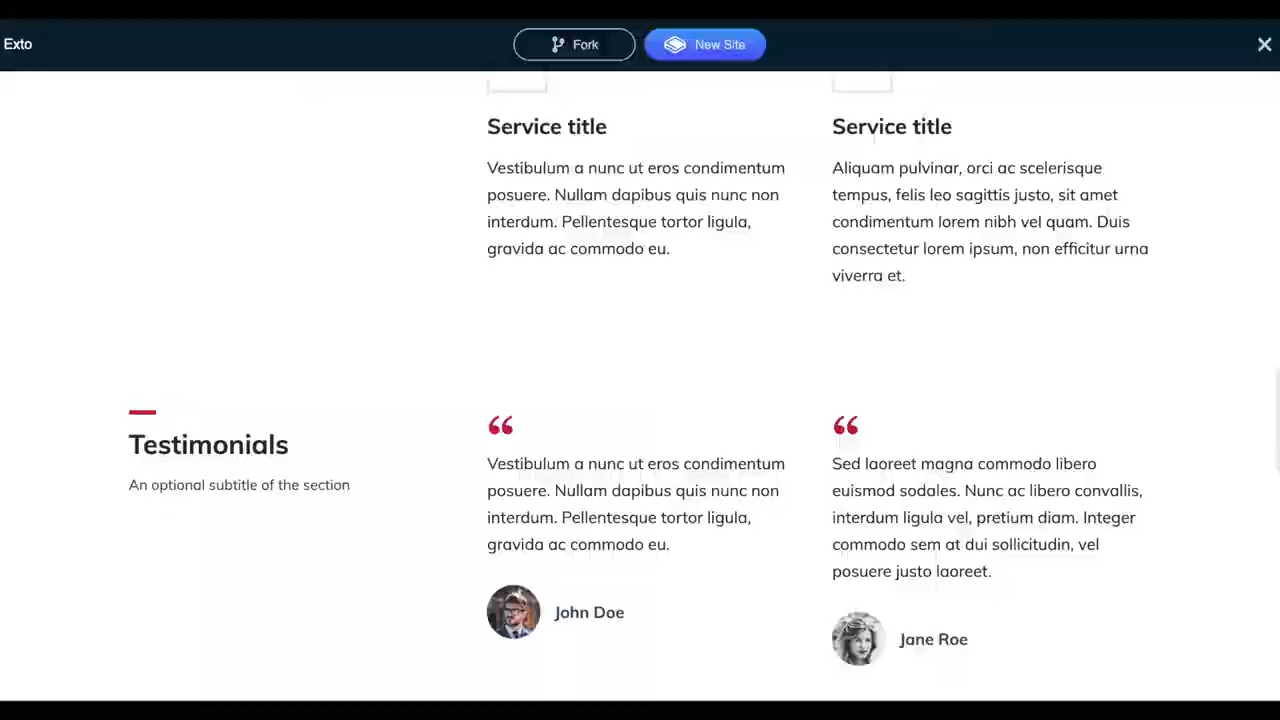 Exto
Fork
New Site
Service title
Vestibulum a nunc ut eros condimentum
posuere. Nullam dapibus quis nunc non
interdum. Pellentesque tortor ligula,
gravida ac commodo eu.
Service title
Aliquam pulvinar, orci ac scelerisque
tempus, felis leo sagittis justo, sit amet
condimentum lorem nibh vel quam. Duis
consectetur lorem ipsum, non efficitur urna
viverra et.
Testimonials
An optional subtitle of the section
“
Vestibulum a nunc ut eros condimentum
posuere. Nullam dapibus quis nunc non
interdum. Pellentesque tortor ligula,
gravida ac commodo eu.
John Doe
“
Sed laoreet magna commodo libero
euismod sodales. Nunc ac libero convallis,
interdum ligula vel, pretium diam. Integer
commodo sem at dui sollicitudin, vel
posuere justo laoreet.
Jane Roe